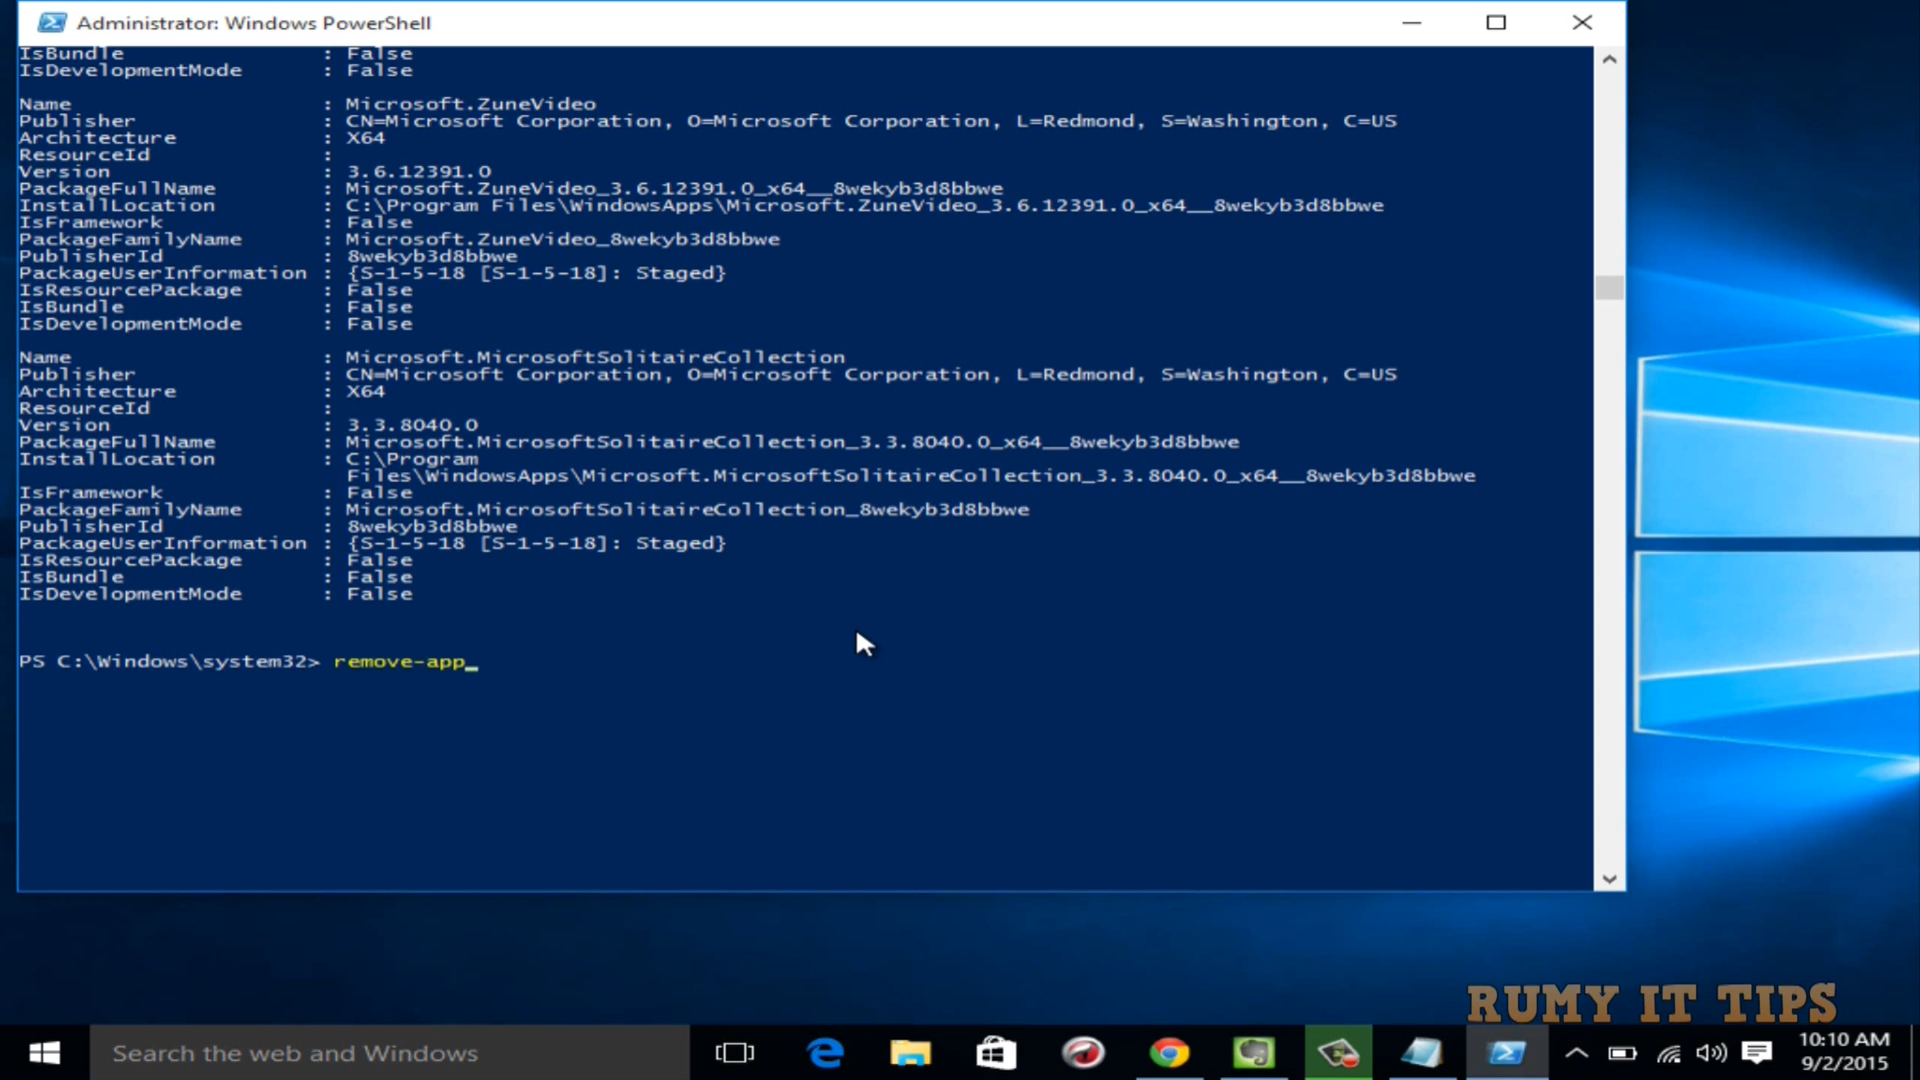 Administrator: Windows PowerShell
IsBundle : False
IsDevelopmentMode : False
Name : Microsoft.ZuneVideo
Publisher : CN=Microsoft Corporation, O=Microsoft Corporation, L=Redmond, S=Washington, C=US
Architecture : X64
ResourceId :
Version : 3.6.12391.0
PackageFullName : Microsoft.ZuneVideo_3.6.12391.0_x64__8wekyb3d8bbwe
InstallLocation : C:\Program Files\WindowsApps\Microsoft.ZuneVideo_3.6.12391.0_x64__8wekyb3d8bbwe
IsFramework : False
PackageFamilyName : Microsoft.ZuneVideo_8wekyb3d8bbwe
PublisherId : 8wekyb3d8bbwe
PackageUserInformation : {S-1-5-18 [S-1-5-18]: Staged}
IsResourcePackage : False
IsBundle : False
IsDevelopmentMode : False
Name : Microsoft.MicrosoftSolitaireCollection
Publisher : CN=Microsoft Corporation, O=Microsoft Corporation, L=Redmond, S=Washington, C=US
Architecture : X64
ResourceId :
Version : 3.3.8040.0
PackageFullName : Microsoft.MicrosoftSolitaireCollection_3.3.8040.0_x64__8wekyb3d8bbwe
InstallLocation : C:\Program
Files\WindowsApps\Microsoft.MicrosoftSolitaireCollection_3.3.8040.0_x64__8wekyb3d8bbwe
IsFramework : False
PackageFamilyName : Microsoft.MicrosoftSolitaireCollection_8wekyb3d8bbwe
PublisherId : 8wekyb3d8bbwe
PackageUserInformation : {S-1-5-18 [S-1-5-18]: Staged}
IsResourcePackage : False
IsBundle : False
IsDevelopmentMode : False
PS C:\Windows\system32> remove-app_
RUMY IT TIPS
Search the web and Windows
10:10 AM
9/2/2015